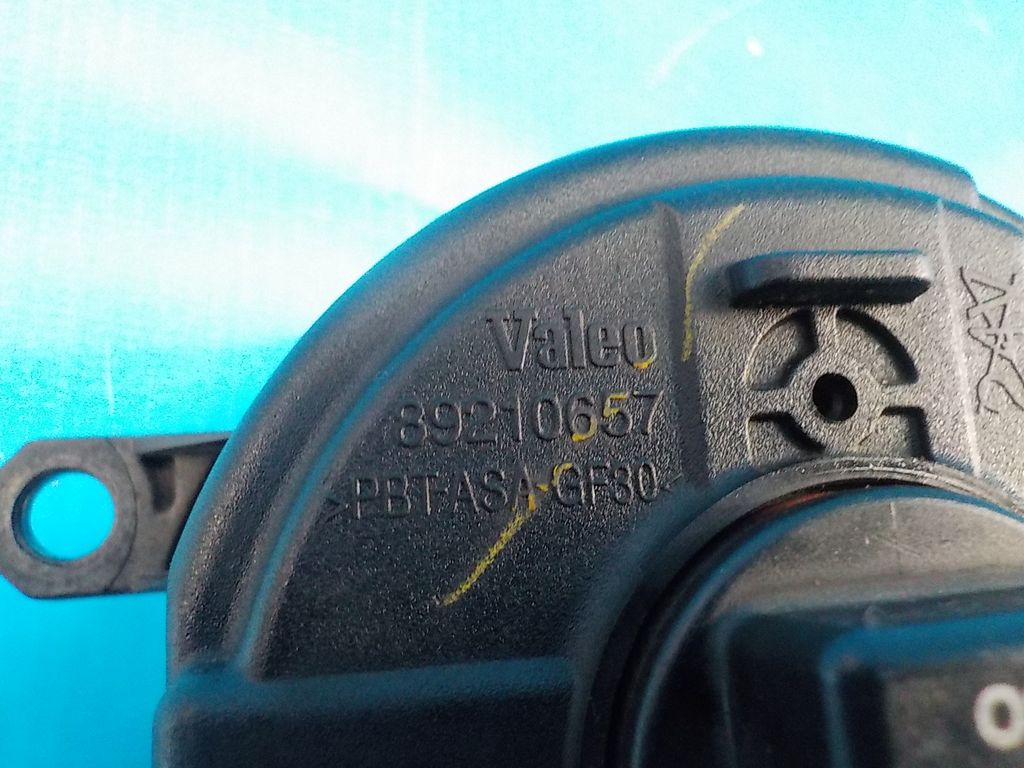 Valeo
89210657
>PBT-ASA-GF30<